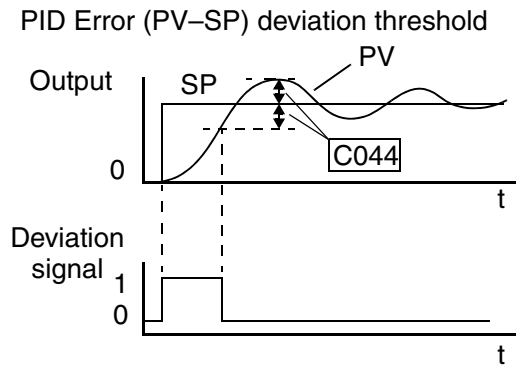 PID Error (PV–SP) deviation threshold
PV
Output
SP
C044
0
t
Deviation
signal
1
0
t